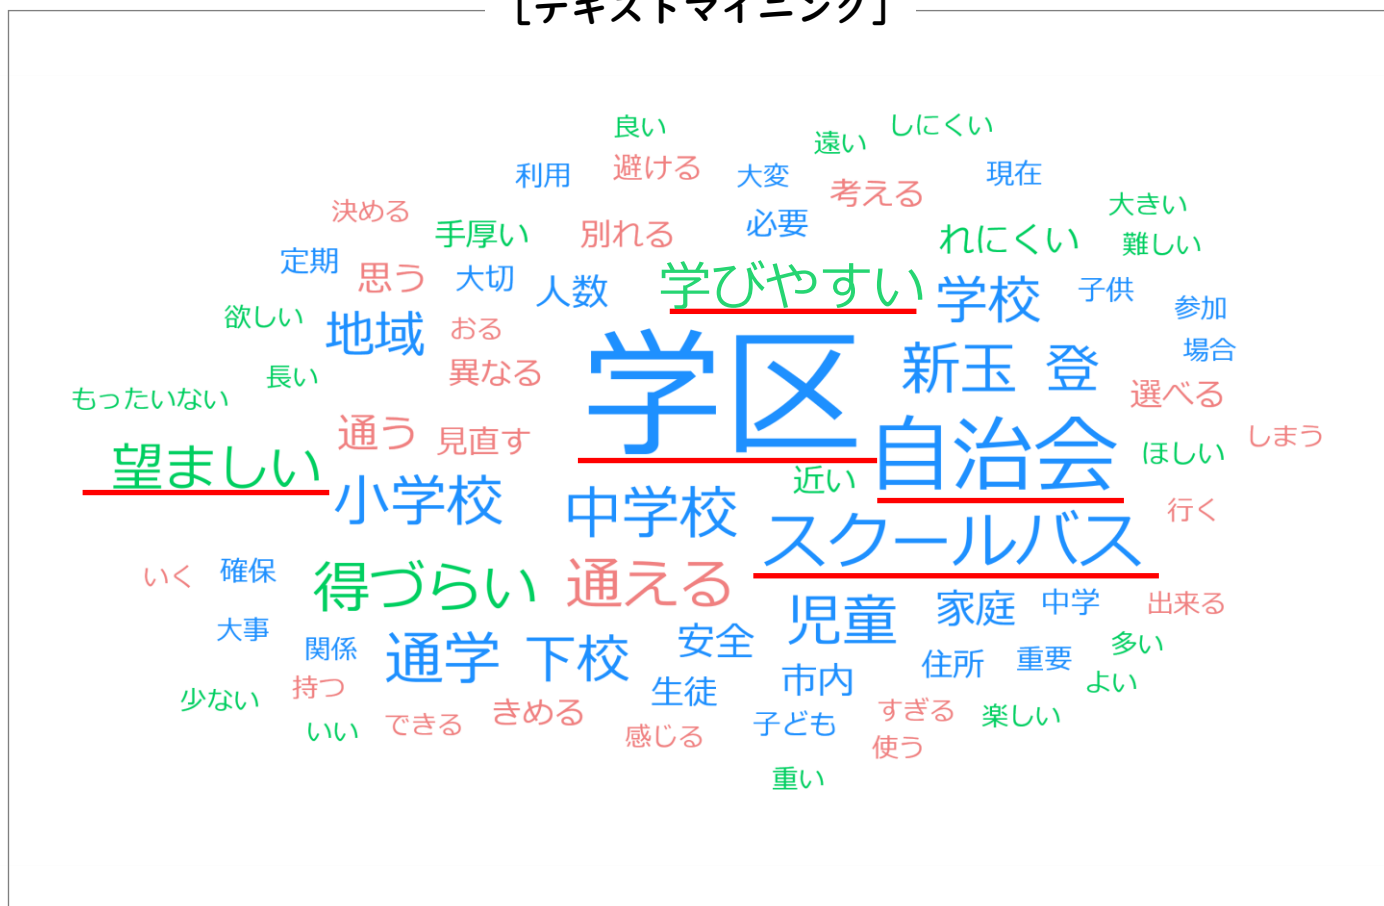 ［テキストマイニング］
良い しにくい
遠い
利用 避ける 大変 考える 現在
決める 大きい
手厚い 別れる 必要 れにくい 難しい
定期 思う 大切 人数 学びやすい 学校 子供 参加
欲しい 地域 おる
学区 新玉 登 場合
長い 異なる 選べる
もったいない
通う 見直す 自治会 ほしい しまう
望ましい 近い
小学校 中学校 スクールバス 行く
いく 確保 得づらい 通える 児童 家庭 中学 出来る
大事 関係 通学 下校 安全 住所 重要 多い
少ない 持つ 生徒 市内 よい
いい できる きめる 感じる 子ども すぎる 楽しい
使う
重い